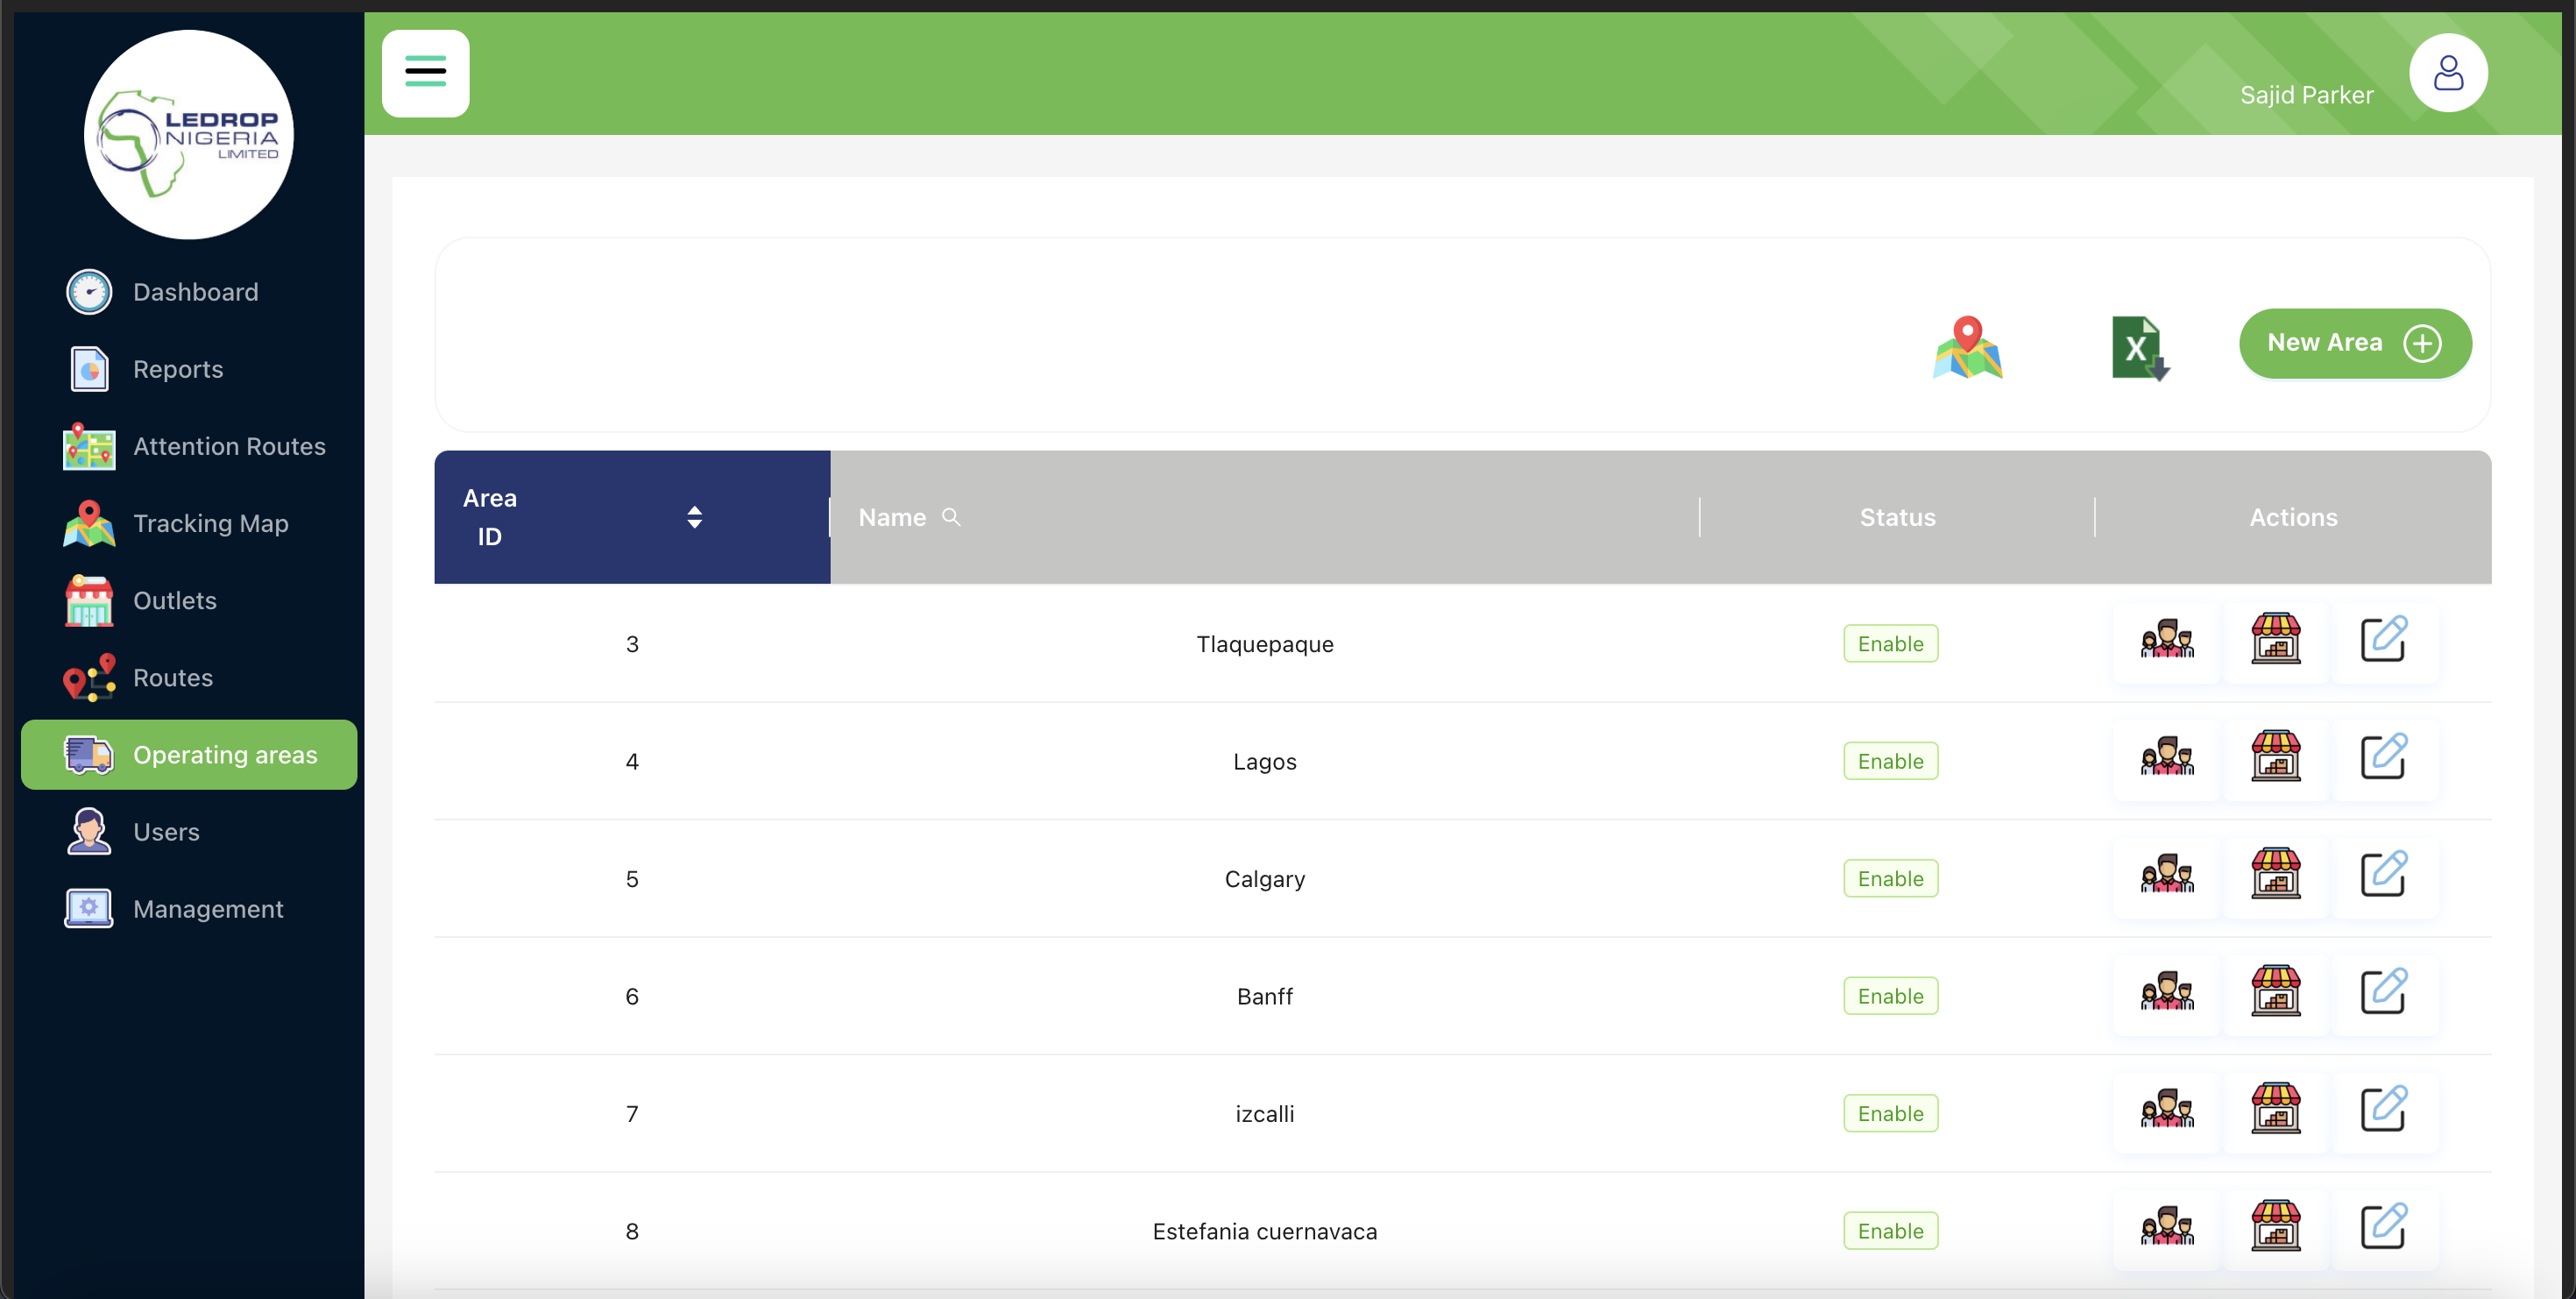 LEDROP
NIGERIA
LIMITED
Sajid Parker
Dashboard
Reports
Attention Routes
Tracking Map
Outlets
Routes
Operating areas
Users
Management
X
New Area
Area
ID
Name
Status
Actions
3 Tlaquepaque Enable
4 Lagos Enable
5 Calgary Enable
6 Banff Enable
7 izcalli Enable
8 Estefania cuernavaca Enable